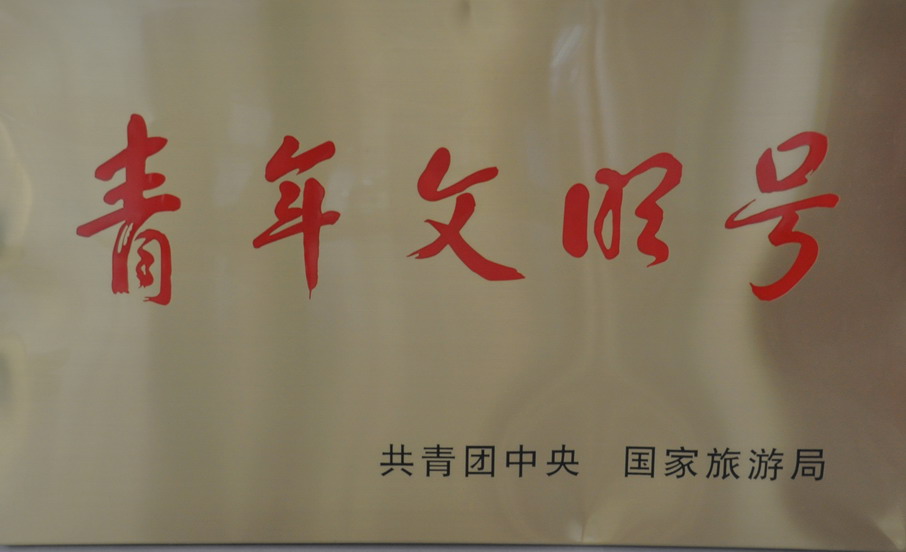 青年文明号
共青团中央 国家旅游局